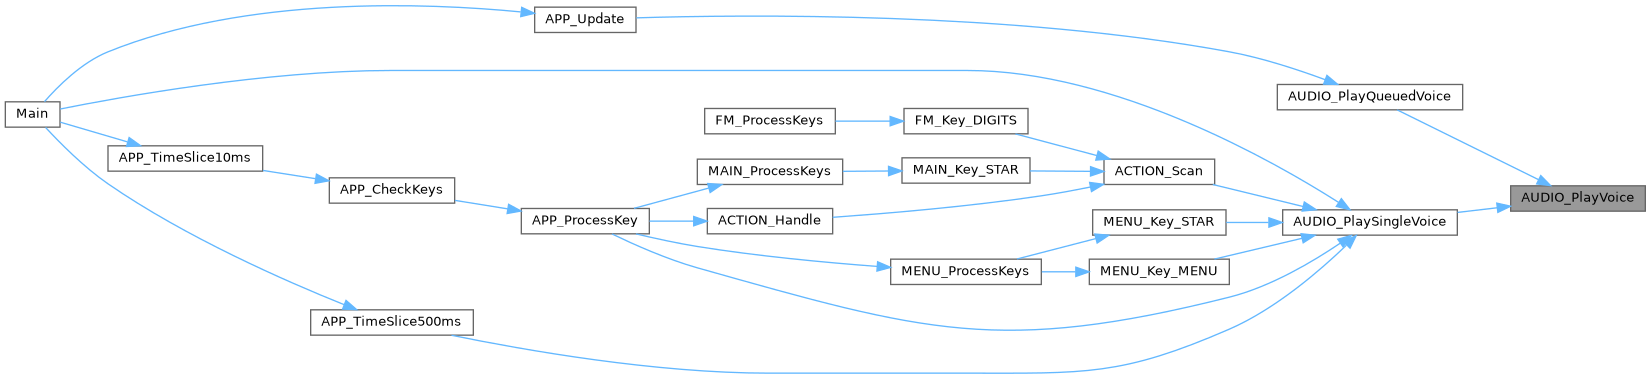 APP_Update
AUDIO_PlayQueuedVoice
Main
FM_ProcessKeys
FM_Key_DIGITS
APP_TimeSlice10ms
MAIN_ProcessKeys
MAIN_Key_STAR
ACTION_Scan
APP_CheckKeys
AUDIO_PlayVoice
APP_ProcessKey
ACTION_Handle
MENU_Key_STAR
AUDIO_PlaySingleVoice
MENU_ProcessKeys
MENU_Key_MENU
APP_TimeSlice500ms